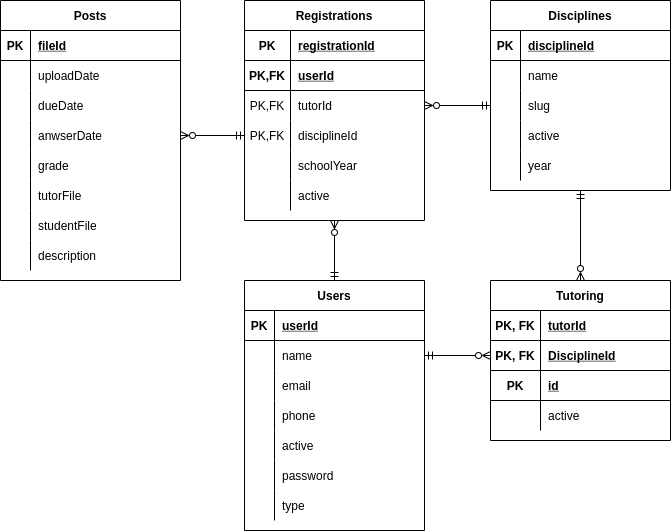 Posts
PK fileId
uploadDate
dueDate
anwserDate
grade
tutorFile
studentFile
description
Registrations
PK registrationId
PK,FK userId
PK,FK tutorId
PK,FK disciplineId
schoolYear
active
Disciplines
PK disciplineId
name
slug
active
year
Users
PK userId
name
email
phone
active
password
type
Tutoring
PK, FK tutorId
PK, FK DisciplineId
PK id
active